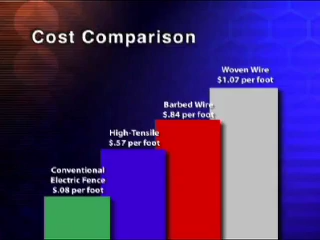 Cost Comparison
Woven Wire
$1.07 per foot
Barbed Wire
$.84 per foot
High-Tensile
$.57 per foot
Conventional
Electric Fence
$.08 per foot